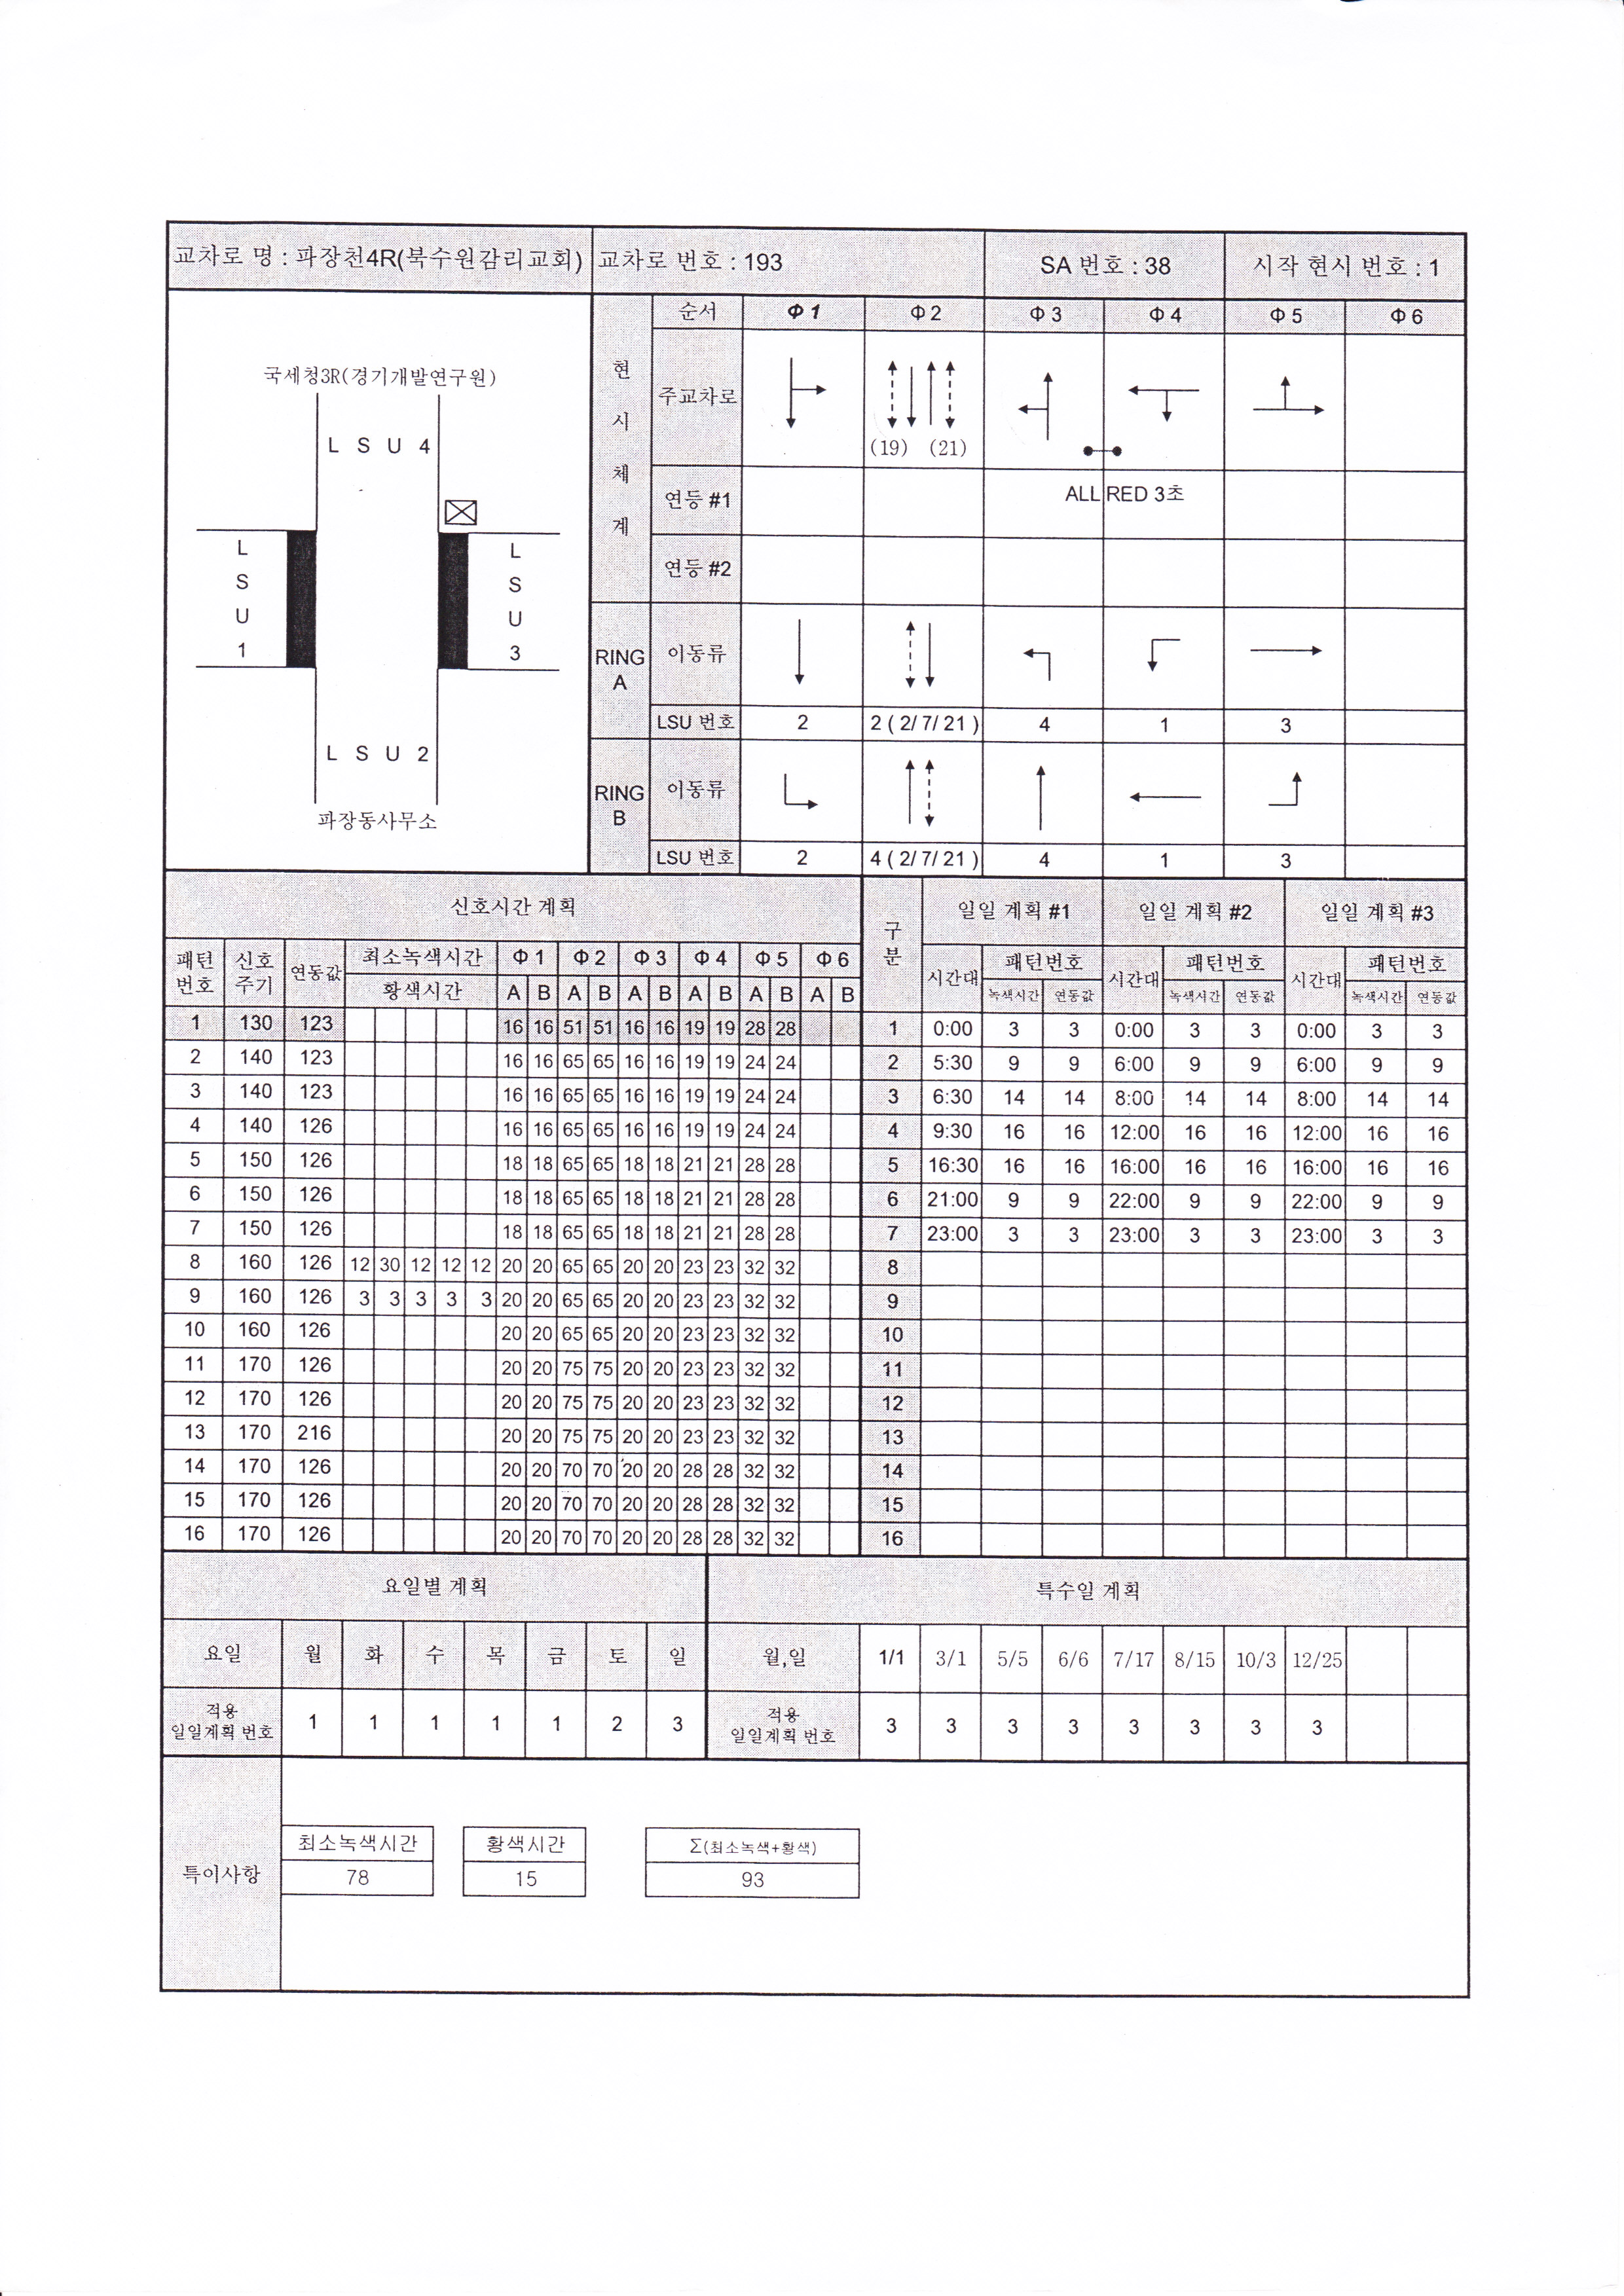 교차로 명 : 파장천4R(북수원감리교회) 교차로 번호 : 193 SA 번호 : 38 시작 현시 번호 : 1
국세청3R(경기개발연구원)
L S U 4
L S U 1
L S U 3
L S U 2
파장동사무소
현시체계 순서 Φ1 Φ2 Φ3 Φ4 Φ5 Φ6
주교차로 (19) (21)
연등 #1 ALL RED 3초
연등 #2
RING A 이동류
LSU 번호 2 2 ( 2/ 7/ 21 ) 4 1 3
RING B 이동류
LSU 번호 2 4 ( 2/ 7/ 21 ) 4 1 3
신호시간 계획
패턴번호 신호주기 연동값 최소녹색시간 Φ1 Φ2 Φ3 Φ4 Φ5 Φ6
황색시간 A B A B A B A B A B A B
1 130 123 16 16 51 51 16 16 19 19 28 28
2 140 123 16 16 65 65 16 16 19 19 24 24
3 140 123 16 16 65 65 16 16 19 19 24 24
4 140 126 16 16 65 65 16 16 19 19 24 24
5 150 126 18 18 65 65 18 18 21 21 28 28
6 150 126 18 18 65 65 18 18 21 21 28 28
7 150 126 18 18 65 65 18 18 21 21 28 28
8 160 126 12 30 12 12 12 20 20 65 65 20 20 23 23 32 32
9 160 126 3 3 3 3 3 20 20 65 65 20 20 23 23 32 32
10 160 126 20 20 65 65 20 20 23 23 32 32
11 170 126 20 20 75 75 20 20 23 23 32 32
12 170 126 20 20 75 75 20 20 23 23 32 32
13 170 216 20 20 75 75 20 20 23 23 32 32
14 170 126 20 20 70 70 20 20 28 28 32 32
15 170 126 20 20 70 70 20 20 28 28 32 32
16 170 126 20 20 70 70 20 20 28 28 32 32
구분 일일 계획 #1 일일 계획 #2 일일 계획 #3
시간대 패턴번호 시간대 패턴번호 시간대 패턴번호
녹색시간 연동값 녹색시간 연동값 녹색시간 연동값
1 0:00 3 3 0:00 3 3 0:00 3 3
2 5:30 9 9 6:00 9 9 6:00 9 9
3 6:30 14 14 8:00 14 14 8:00 14 14
4 9:30 16 16 12:00 16 16 12:00 16 16
5 16:30 16 16 16:00 16 16 16:00 16 16
6 21:00 9 9 22:00 9 9 22:00 9 9
7 23:00 3 3 23:00 3 3 23:00 3 3
8
9
10
11
12
13
14
15
16
요일별 계획 특수일 계획
요일 월 화 수 목 금 토 일 월,일 1/1 3/1 5/5 6/6 7/17 8/15 10/3 12/25
적용 일일계획 번호 1 1 1 1 1 2 3 적용 일일계획 번호 3 3 3 3 3 3 3 3
특이사항
최소녹색시간 황색시간 Σ(최소녹색+황색)
78 15 93